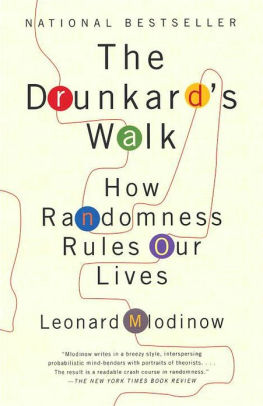 NATIONAL BESTSELLER
The
Drunkard's
Walk
How
Randomness
Rules Our
Lives
Leonard Mlodinow
"Mlodinow writes in a breezy style, interspersing
probabilistic mind-benders with portraits of theorists. . . .
The result is a readable crash course in randomness."
—THE NEW YORK TIMES BOOK REVIEW